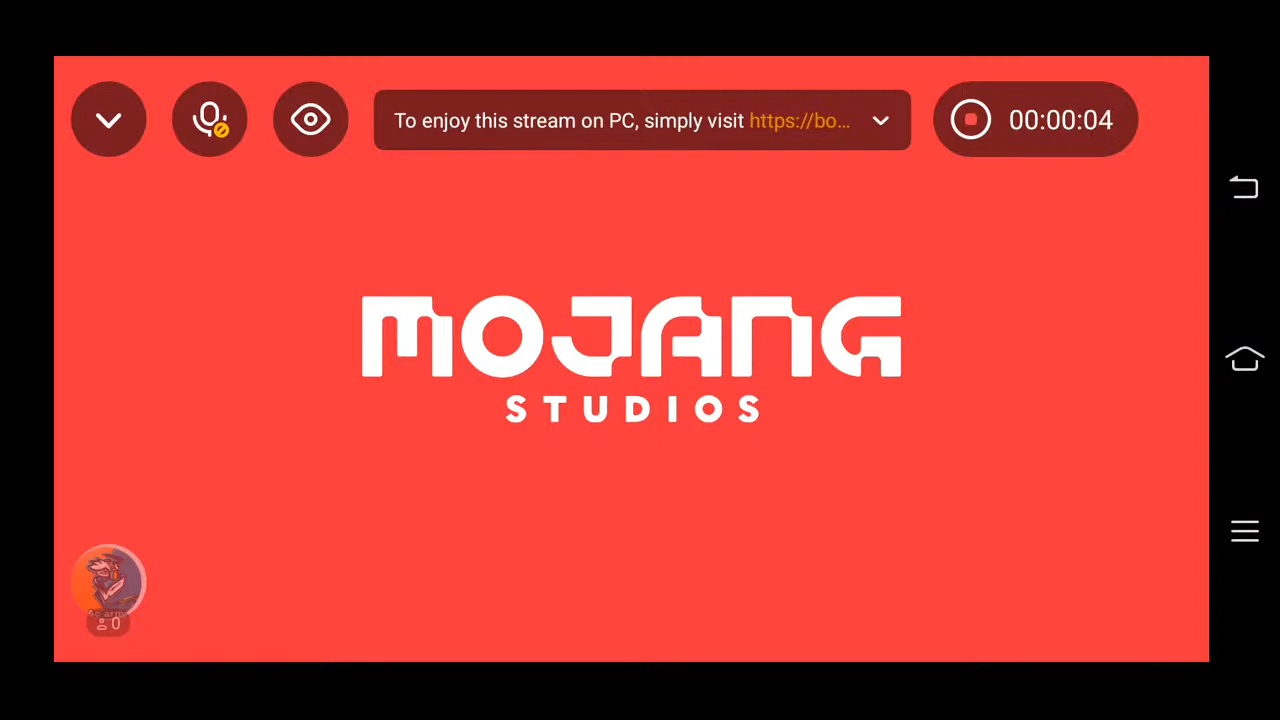 To enjoy this stream on PC, simply visit https://bo...
00:00:04
MOJANG
STUDIOS
0